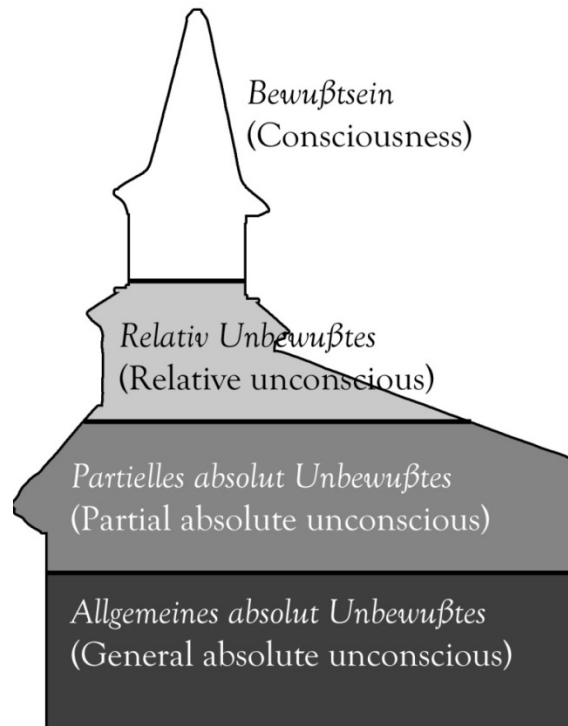 Bewußtsein
(Consciousness)
Relativ Unbewußtes
(Relative unconscious)
Partielles absolut Unbewußtes
(Partial absolute unconscious)
Allgemeines absolut Unbewußtes
(General absolute unconscious)